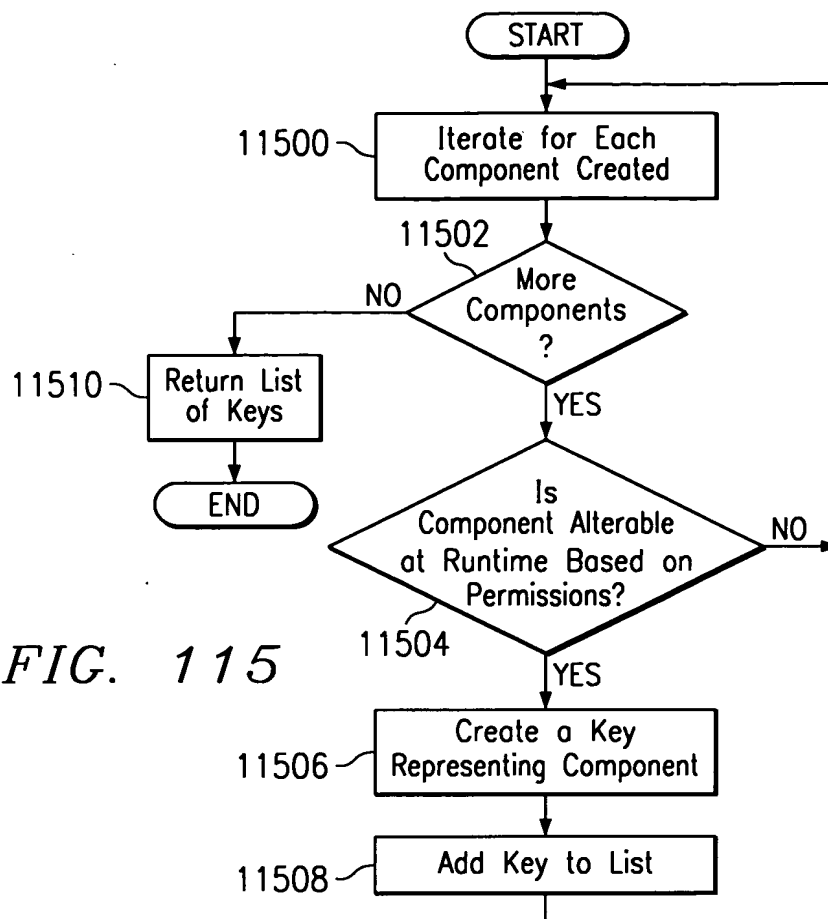 START
11500
Iterate for Each
Component Created
11502
More
Components
?
NO
YES
11510
Return List
of Keys
END
Is
Component Alterable
at Runtime Based on
Permissions?
NO
11504
YES
FIG. 115
11506
Create a Key
Representing Component
11508
Add Key to List